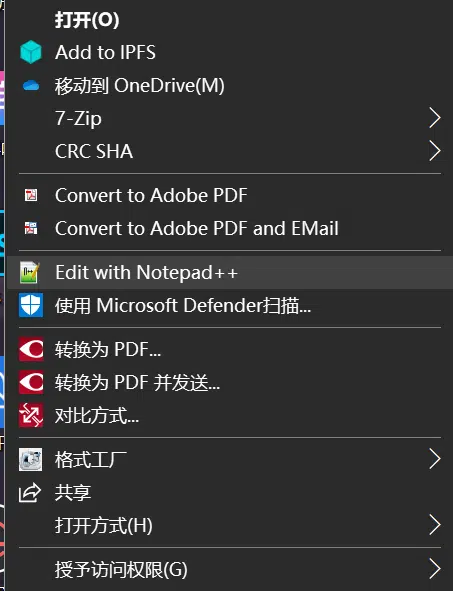 打开(O)
Add to IPFS
移动到 OneDrive(M)
7-Zip
CRC SHA
Convert to Adobe PDF
Convert to Adobe PDF and EMail
Edit with Notepad++
使用 Microsoft Defender扫描...
转换为 PDF...
转换为 PDF 并发送...
对比方式...
格式工厂
共享
打开方式(H)
授予访问权限(G)